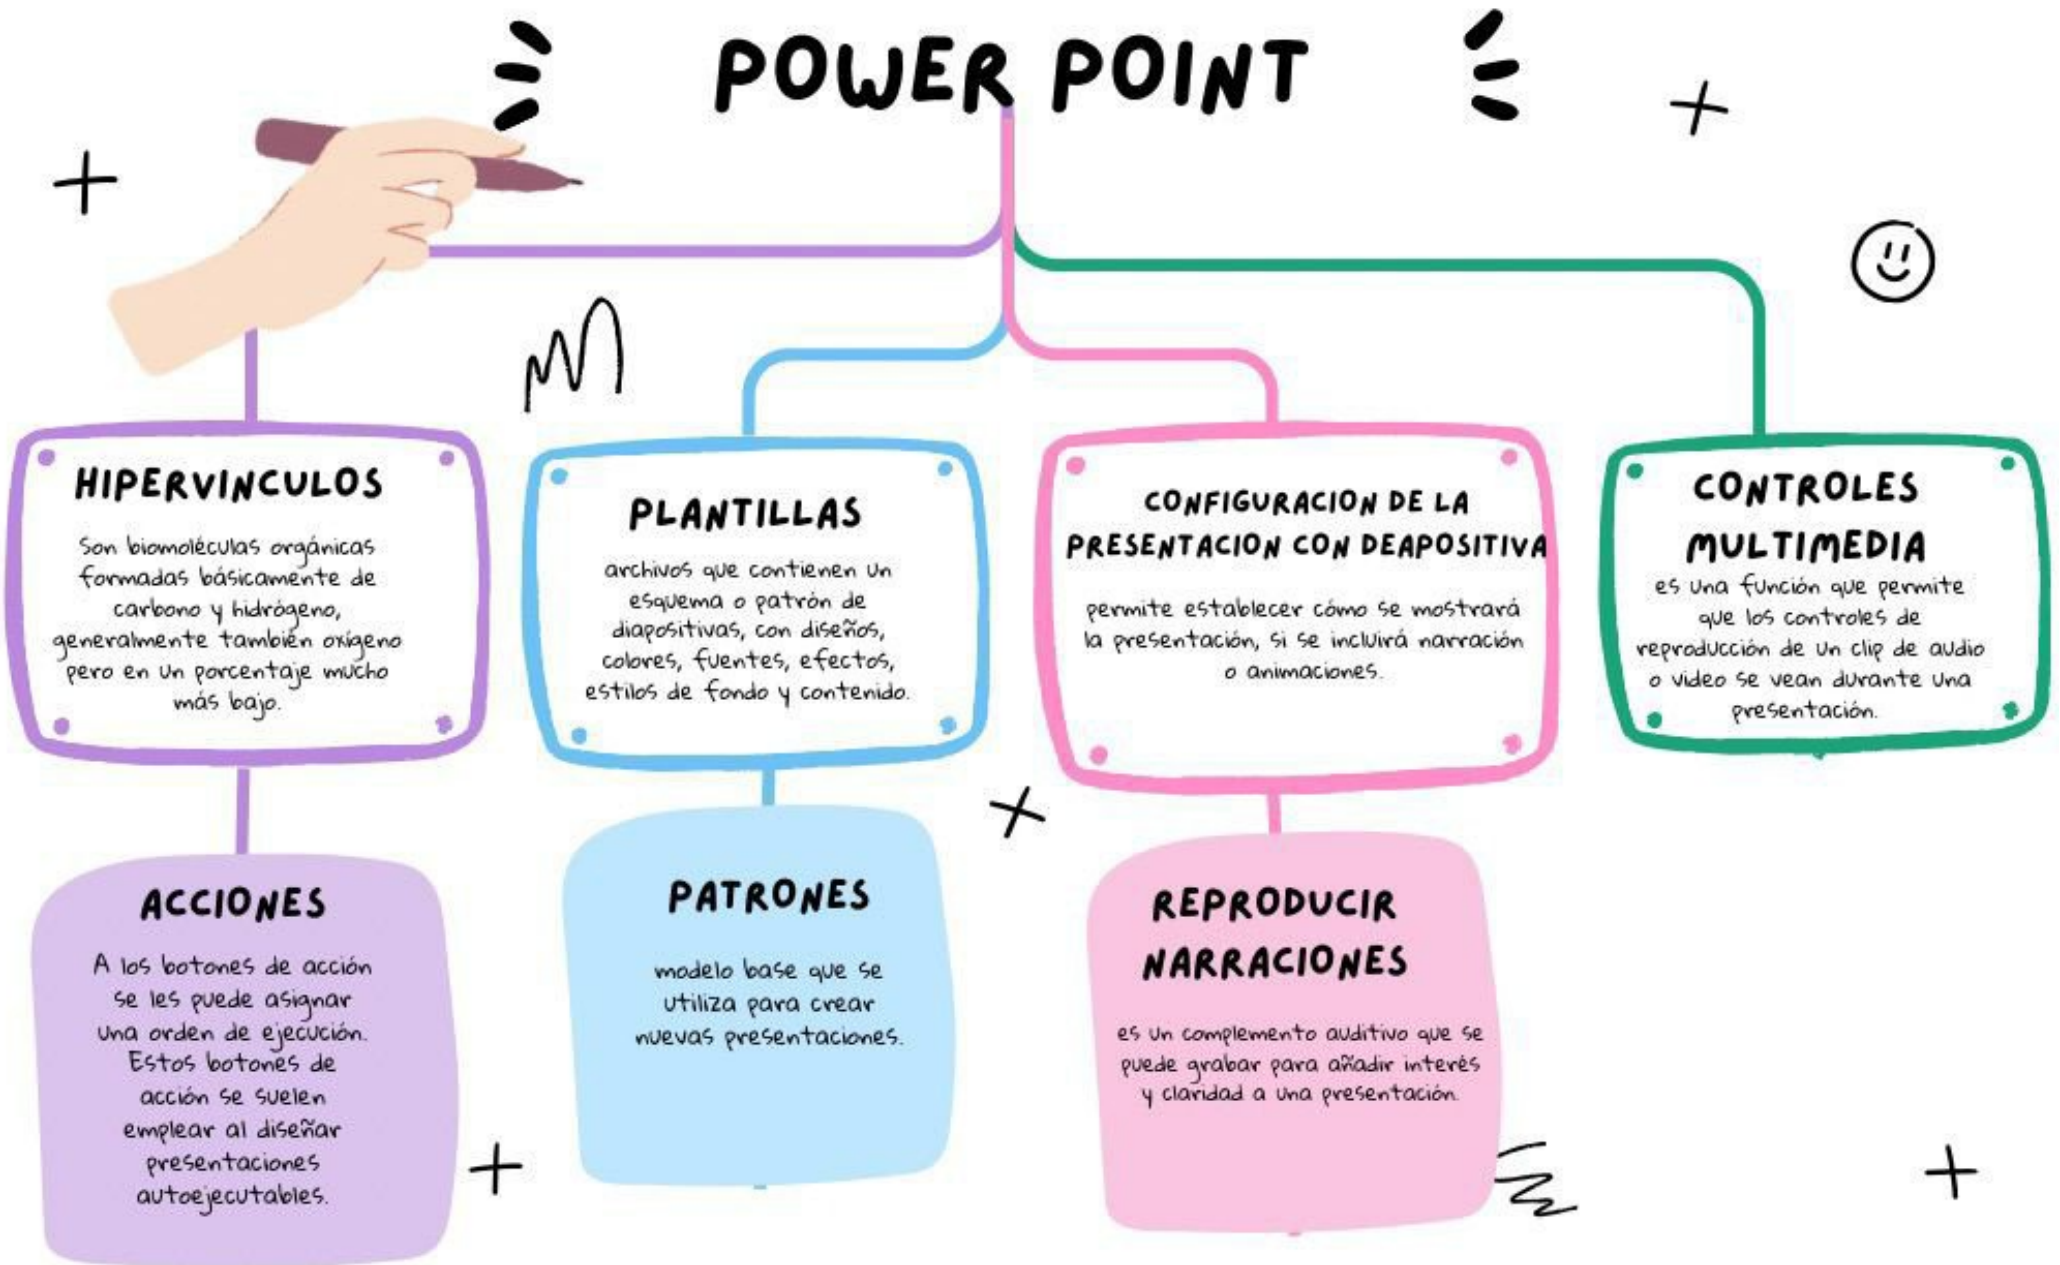 POWER POINT
HIPERVINCULOS
Son biomoléculas orgánicas
formadas básicamente de
carbono y hidrógeno,
generalmente también oxígeno
pero en un porcentaje mucho
más bajo.
ACCIONES
A los botones de acción
se les puede asignar
una orden de ejecución.
Estos botones de
acción se suelen
emplear al diseñar
presentaciones
autoejecutables.
PLANTILLAS
archivos que contienen un
esquema o patrón de
diapositivas, con diseños,
colores, fuentes, efectos,
estilos de fondo y contenido.
PATRONES
modelo base que se
utiliza para crear
nuevas presentaciones.
CONFIGURACION DE LA
PRESENTACION CON DEAPOSITIVA
permite establecer cómo se mostrará
la presentación, si se incluirá narración
o animaciones.
REPRODUCIR
NARRACIONES
es un complemento auditivo que se
puede grabar para añadir interés
y claridad a una presentación.
CONTROLES
MULTIMEDIA
es una función que permite
que los controles de
reproducción de un clip de audio
o video se vean durante una
presentación.